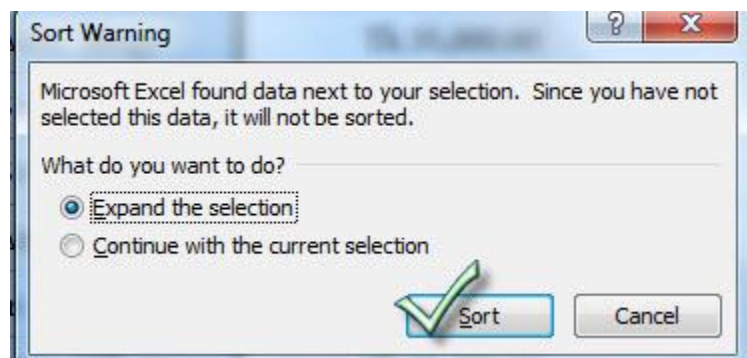 Sort Warning
?
X
Microsoft Excel found data next to your selection. Since you have not
selected this data, it will not be sorted.
What do you want to do?
Expand the selection
Continue with the current selection
Sort
Cancel